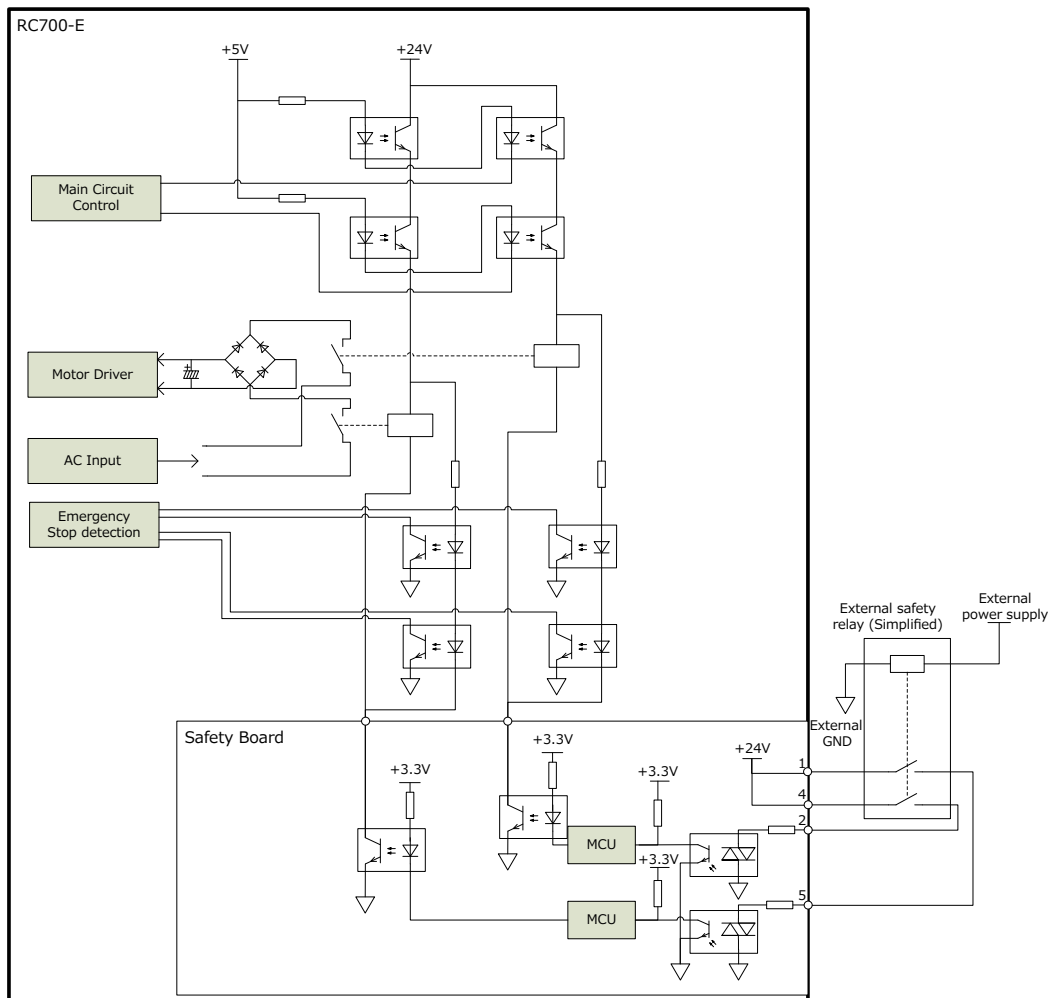 RC700-E
+5V
+24V
Main Circuit
Control
Motor Driver
AC Input
Emergency
Stop detection
External safety
relay (Simplified)
External
power supply
External
GND
Safety Board
+3.3V
+24V
+3.3V
+3.3V
1
4
2
MCU
+3.3V
5
MCU